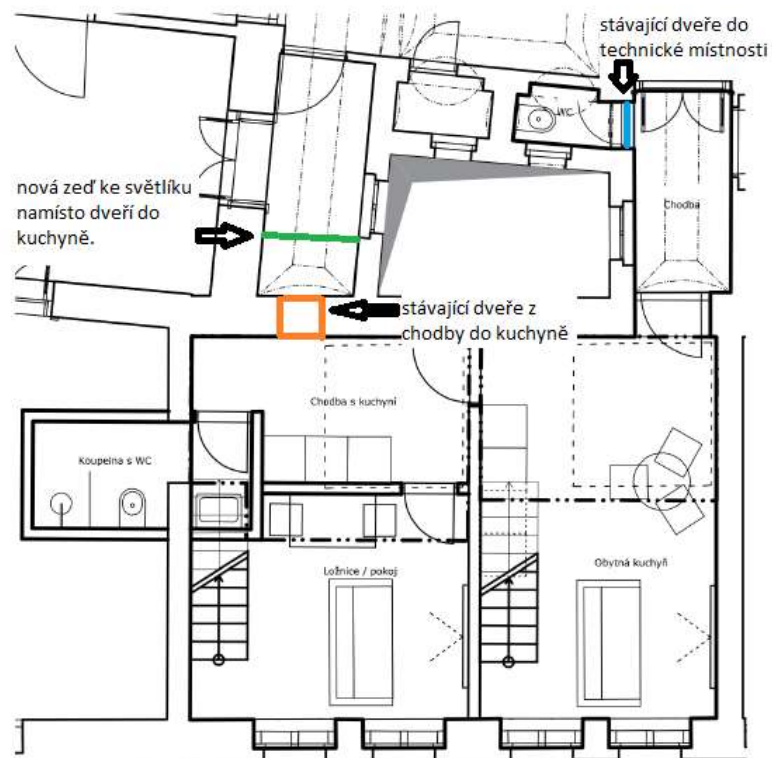 stávající dveře do
technické místnosti
WC
Chodba
nová zeď ke světlíku
namísto dveří do
kuchyně.
stávající dveře z
chodby do kuchyně
Chodba s kuchyní
Koupelna s WC
Ložnice / pokoj
Obytná kuchyň